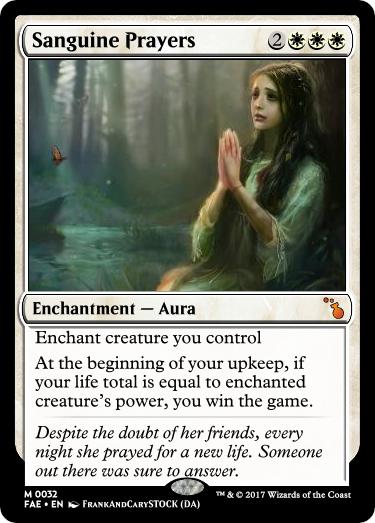 Sanguine Prayers 2
Enchantment — Aura
Enchant creature you control
At the beginning of your upkeep, if
your life total is equal to enchanted
creature's power, you win the game.
Despite the doubt of her friends, every
night she prayed for a new life. Someone
out there was sure to answer.
M 0032
FAE • EN FRANKANDCARYSTOCK (DA)
™ & © 2017 Wizards of the Coast